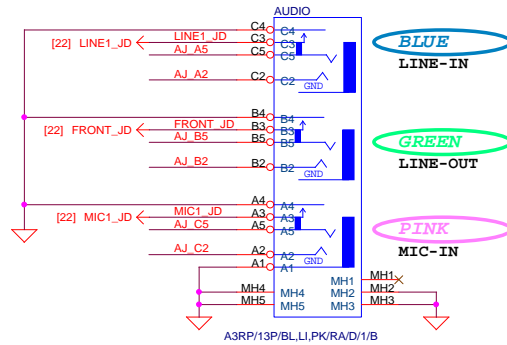 AUDIO
C4 C4
[22] LINE1_JD LINE1_JD C3 C3
AJ_A5 C5 C5
AJ_A2 C2 C2
GND
BLUE
LINE-IN
B4 B4
[22] FRONT_JD FRONT_JD B3 B3
AJ_B5 B5 B5
AJ_B2 B2 B2
GND
GREEN
LINE-OUT
A4 A4
[22] MIC1_JD MIC1_JD A3 A3
AJ_C5 A5 A5
AJ_C2 A2 A2
GND
A1 A1
PINK
MIC-IN
MH1 MH1
MH4 MH4 MH2 MH2
MH5 MH5 MH3 MH3
A3RP/13P/BL,LI,PK/RA/D/1/B